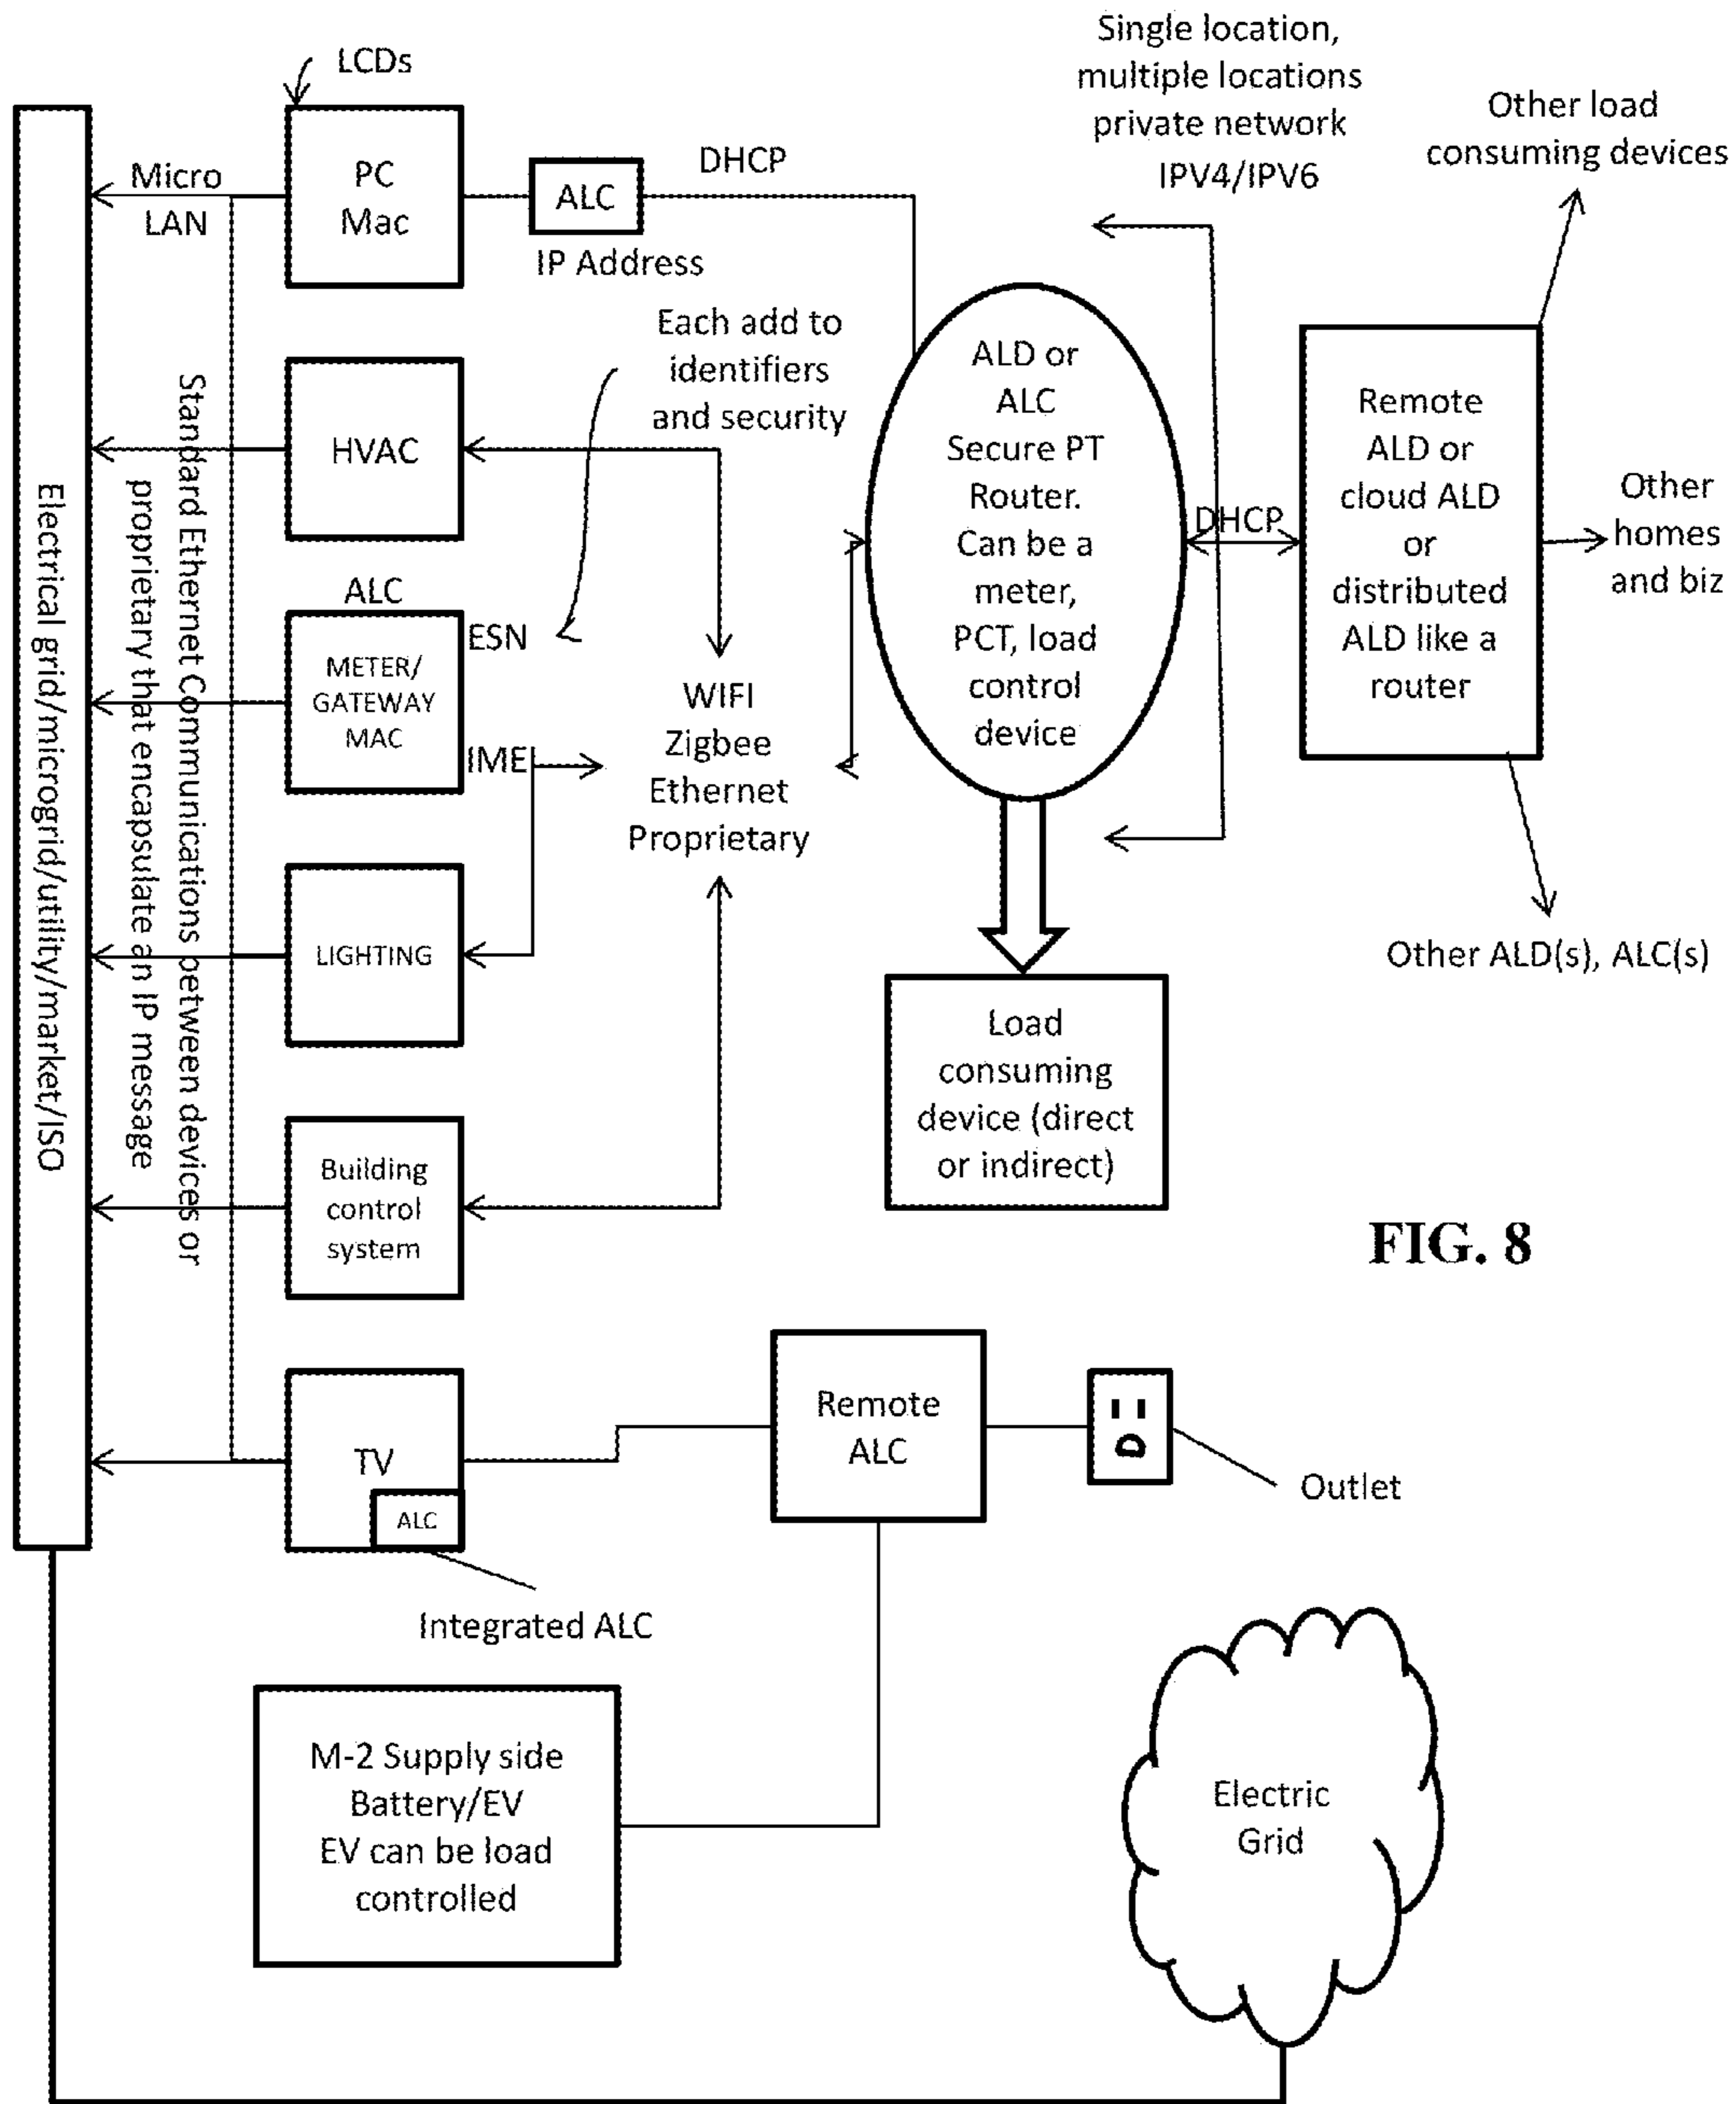 Single location,
multiple locations
private network
IPV4/IPV6
Other load
consuming devices
LCDs
Micro
LAN
PC
Mac
ALC
DHCP
IP Address
Each add to
identifiers
and security
HVAC
ALC
METER/
GATEWAY
MAC
ESN
IMEI
WIFI
Zigbee
Ethernet
Proprietary
ALD or
ALC
Secure PT
Router.
Can be a
meter,
PCT, load
control
device
DHCP
Remote
ALD or
cloud ALD
or
distributed
ALD like a
router
Other
homes
and biz
Other ALD(s), ALC(s)
Electrical grid/microgrid/utility/market/ISO
Standard Ethernet Communications between devices or
proprietary that encapsulate an IP message
LIGHTING
Load
consuming
device (direct
or indirect)
Building
control
system
FIG. 8
TV
ALC
Remote
ALC
Outlet
Integrated ALC
M-2 Supply side
Battery/EV
EV can be load
controlled
Electric
Grid